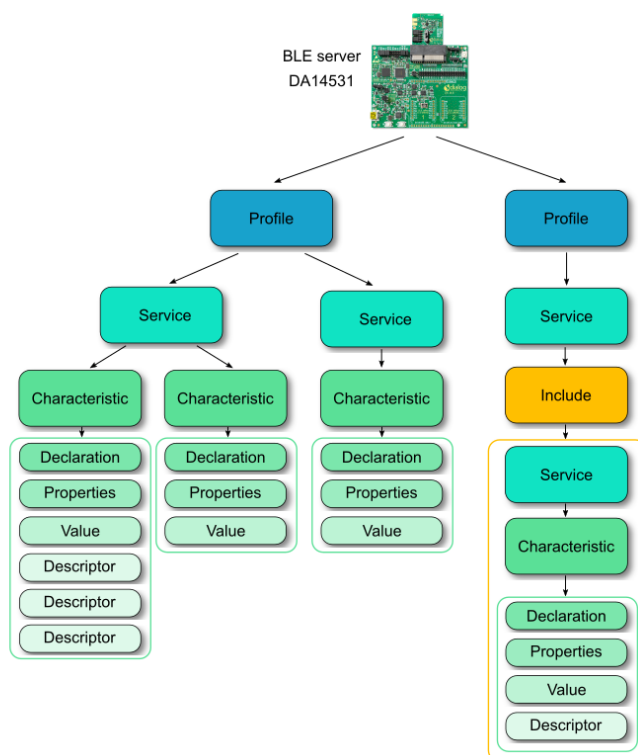 BLE server
DA14531
dialog
Profile
Profile
Service
Service
Service
Characteristic
Characteristic
Characteristic
Include
Declaration
Properties
Value
Descriptor
Descriptor
Descriptor
Declaration
Properties
Value
Declaration
Properties
Value
Service
Characteristic
Declaration
Properties
Value
Descriptor